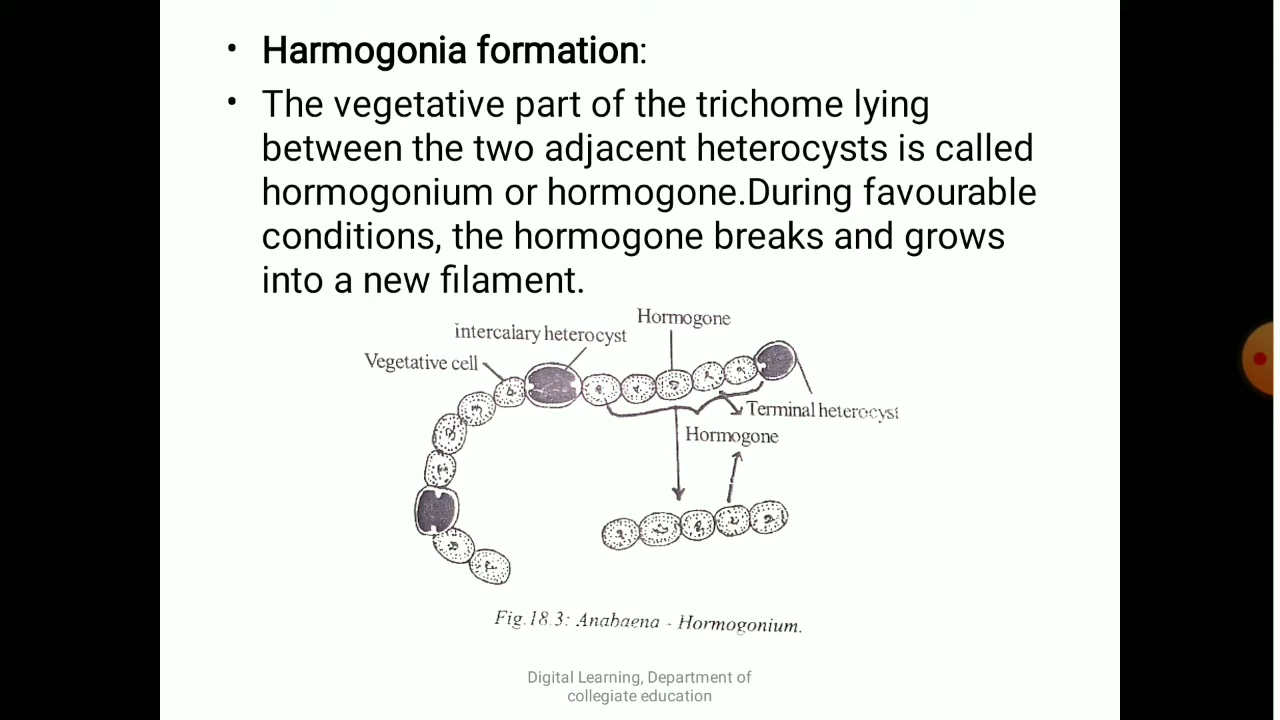 • Harmogonia formation:
• The vegetative part of the trichome lying
between the two adjacent heterocysts is called
hormogonium or hormogone.During favourable
conditions, the hormogone breaks and grows
into a new filament.
Hormogone
intercalary heterocyst
Vegetative cell
Terminal heterocyst
Hormogone
Fig.18.3: Anabaena - Hormogonium.
Digital Learning, Department of
collegiate education